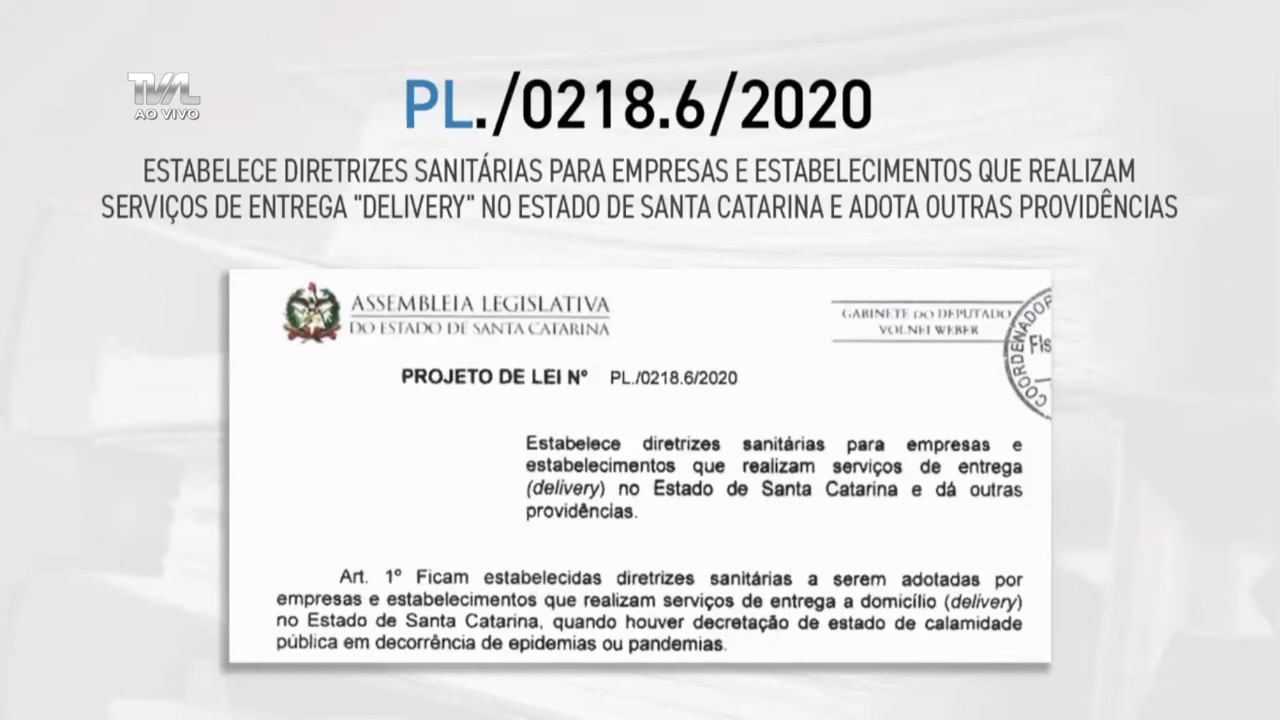 TVAL
AO VIVO
PL./0218.6/2020
ESTABELECE DIRETRIZES SANITÁRIAS PARA EMPRESAS E ESTABELECIMENTOS QUE REALIZAM
SERVIÇOS DE ENTREGA "DELIVERY" NO ESTADO DE SANTA CATARINA E ADOTA OUTRAS PROVIDÊNCIAS
ASSEMBLEIA LEGISLATIVA
DO ESTADO DE SANTA CATARINA
GABINETE DO DEPUTADO
VOLNEI WEBER
COORDENADOR
FIs
PROJETO DE LEI Nº PL./0218.6/2020
Estabelece diretrizes sanitárias para empresas e
estabelecimentos que realizam serviços de entrega
(delivery) no Estado de Santa Catarina e dá outras
providências.
Art. 1º Ficam estabelecidas diretrizes sanitárias a serem adotadas por
empresas e estabelecimentos que realizam serviços de entrega a domicílio (delivery)
no Estado de Santa Catarina, quando houver decretação de estado de calamidade
pública em decorrência de epidemias ou pandemias.